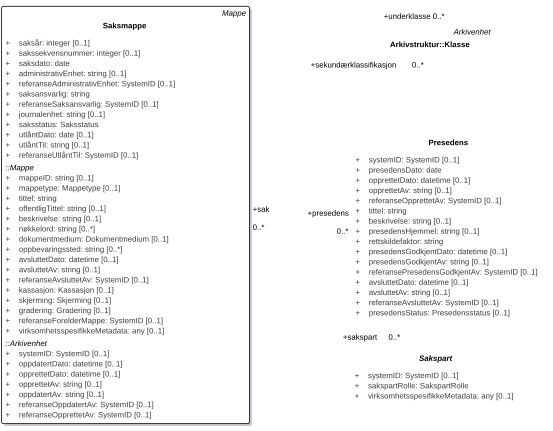 Mappe
Saksmappe
+ saksår: integer [0..1]
+ sakssekvensnummer: integer [0..1]
+ saksdato: date
+ administrativEnhet: string [0..1]
+ referanseAdministrativEnhet: SystemID [0..1]
+ saksansvarlig: string
+ referanseSaksansvarlig: SystemID [0..1]
+ journalenhet: string [0..1]
+ saksstatus: Saksstatus
+ utlåntDato: date [0..1]
+ utlåntTil: string [0..1]
+ referanseUtlåntTil: SystemID [0..1]
::Mappe
+ mappeID: string [0..1]
+ mappetype: Mappetype [0..1]
+ tittel: string
+ offentligTittel: string [0..1]
+ beskrivelse: string [0..1]
+ nøkkelord: string [0..*]
+ dokumentmedium: Dokumentmedium [0..1]
+ oppbevaringssted: string [0..*]
+ avsluttetDato: datetime [0..1]
+ avsluttetAv: string [0..1]
+ referanseAvsluttetAv: SystemID [0..1]
+ kassasjon: Kassasjon [0..1]
+ skjerming: Skjerming [0..1]
+ gradering: Gradering [0..1]
+ referanseForelderMappe: SystemID [0..1]
+ virksomhetsspesifikkeMetadata: any [0..1]
::Arkivenhet
+ systemID: SystemID [0..1]
+ oppdatertDato: datetime [0..1]
+ opprettetDato: datetime [0..1]
+ opprettetAv: string [0..1]
+ oppdatertAv: string [0..1]
+ referanseOppdatertAv: SystemID [0..1]
+ referanseOpprettetAv: SystemID [0..1]
+sak
0..*
+underklasse 0..*
Arkivenhet
Arkivstruktur::Klasse
+sekundærklassifikasjon 0..*
+presedens
0..*
Presedens
+ systemID: SystemID [0..1]
+ presedensDato: date
+ opprettetDato: datetime [0..1]
+ opprettetAv: string [0..1]
+ referanseOpprettetAv: SystemID [0..1]
+ tittel: string
+ beskrivelse: string [0..1]
+ presedensHjemmel: string [0..1]
+ rettskildefaktor: string
+ presedensGodkjentDato: datetime [0..1]
+ presedensGodkjentAv: string [0..1]
+ referansePresedensGodkjentAv: SystemID [0..1]
+ avsluttetDato: datetime [0..1]
+ avsluttetAv: string [0..1]
+ referanseAvsluttetAv: SystemID [0..1]
+ presedensStatus: Presedensstatus [0..1]
+sakspart 0..*
Sakspart
+ systemID: SystemID [0..1]
+ sakspartRolle: SakspartRolle
+ virksomhetsspesifikkeMetadata: any [0..1]